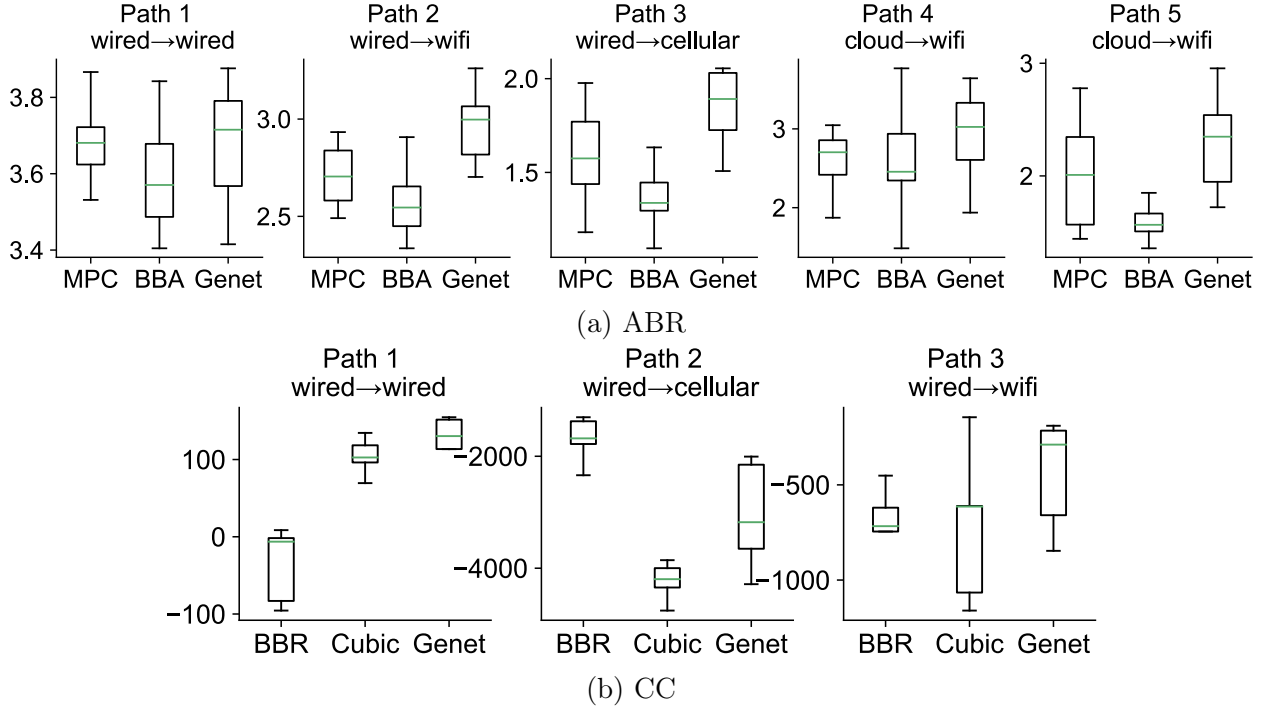 Path 1 Path 2 Path 3 Path 4 Path 5
wired→wired wired→wifi wired→cellular cloud→wifi cloud→wifi
3.8 3.6 3.4
3.0 2.5
2.0 1.5
3 2
3 2
MPC BBA Genet MPC BBA Genet MPC BBA Genet MPC BBA Genet MPC BBA Genet
(a) ABR
Path 1 Path 2 Path 3
wired→wired wired→cellular wired→wifi
100 0 −100
−2000 −4000
−500 −1000
BBR Cubic Genet BBR Cubic Genet BBR Cubic Genet
(b) CC